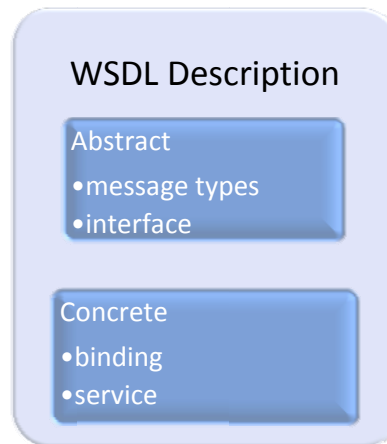 WSDL Description
Abstract
•message types
•interface
Concrete
•binding
•service